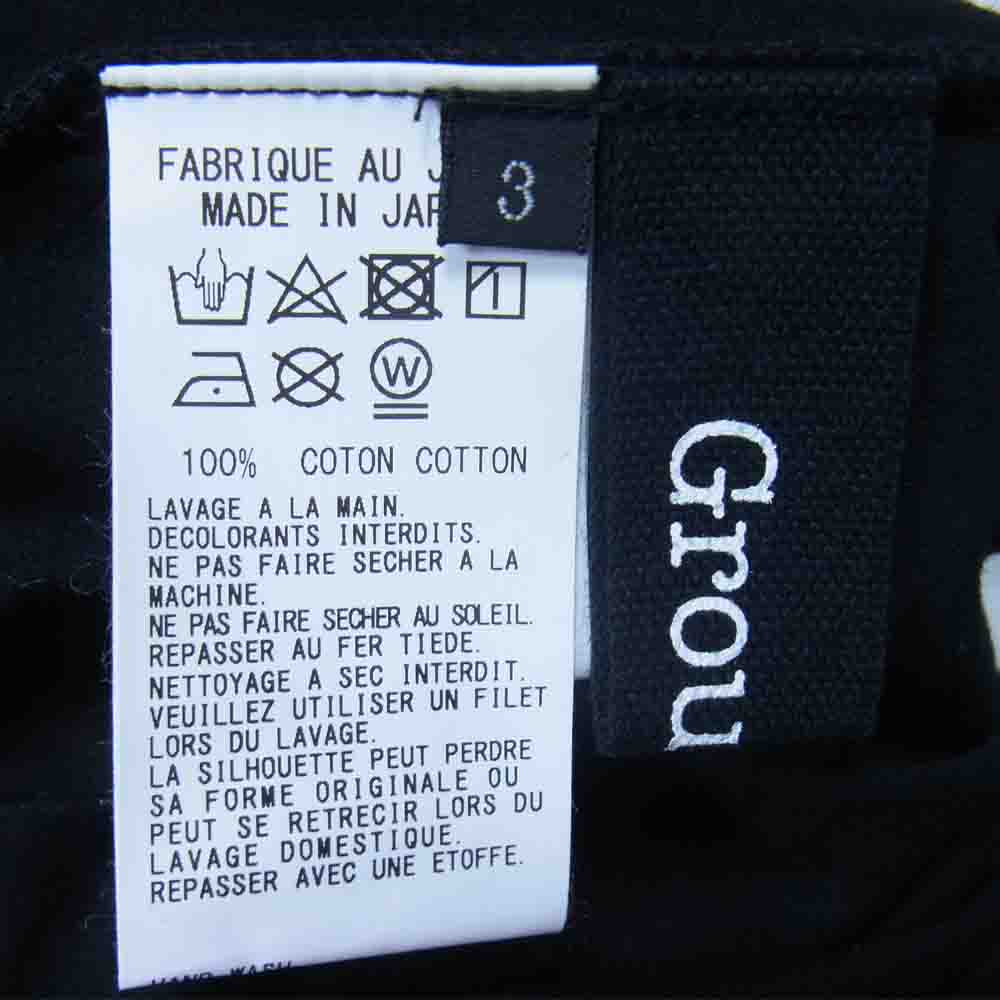 FABRIQUE AU
MADE IN
3
W
100% COTON COTTON
LAVAGE A LA MAIN.
DECOLORANTS INTERDITS.
NE PAS FAIRE SECHER A LA
MACHINE.
NE PAS FAIRE SECHER AU SOLEIL.
REPASSER AU FER TIEDE.
NETTOYAGE A SEC INTERDIT.
VEUILLEZ UTILISER UN FILET
LORS DU LAVAGE.
LA SILHOUETTE PEUT PERDRE
SA FORME ORIGINALE OU
PEUT SE RETRECIR LORS DU
LAVAGE DOMESTIQUE.
REPASSER AVEC UNE ETOFFE.
HAND WASH
Grou